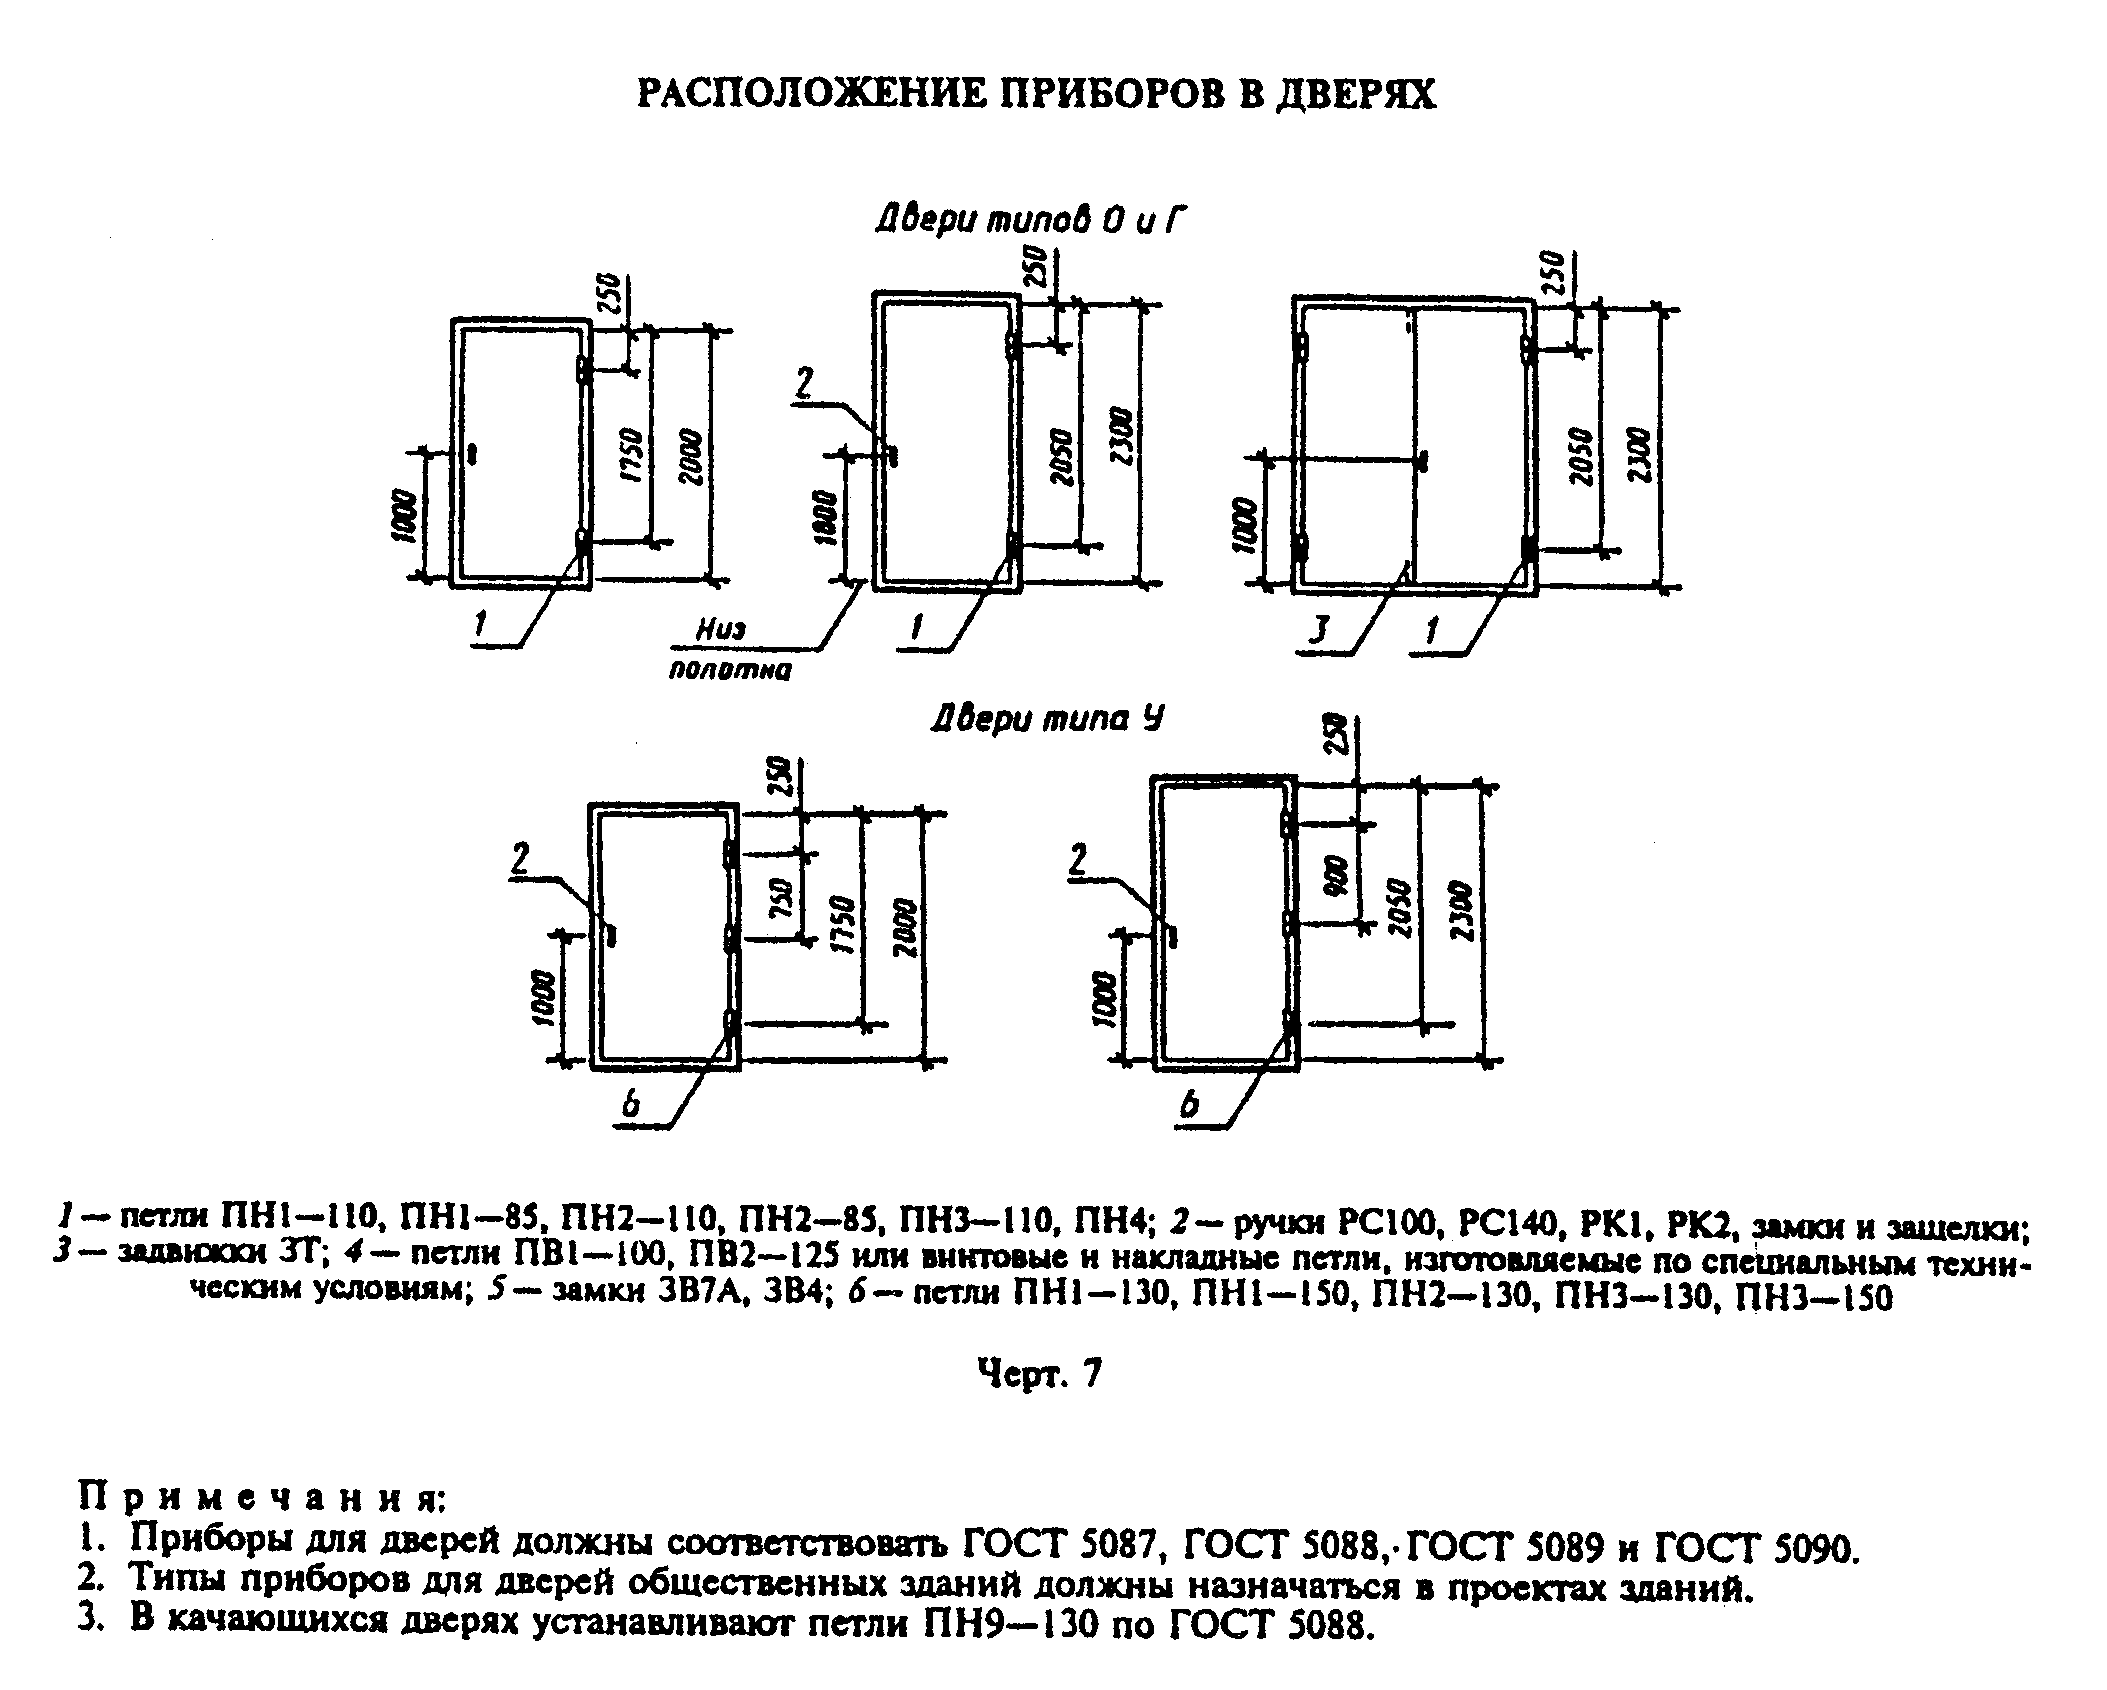 РАСПОЛОЖЕНИЕ ПРИБОРОВ В ДВЕРЯХ
Двери типов О и Г
250
1750
2000
1000
1
250
2
2050
2300
1000
Низ
полотна
1
250
2050
2300
1000
3
1
Двери типа У
250
2
750
1750
2000
1000
6
250
2
900
2050
2300
1000
6
1 — петли ПН1—110, ПН1—85, ПН2—110, ПН2—85, ПН3—110, ПН4; 2 — ручки РС100, РС140, РК1, РК2, замки и защелки;
3 — задвижки ЗТ; 4 — петли ПВ1—100, ПВ2—125 или винтовые и накладные петли, изготовляемые по специальным техни-
ческим условиям; 5 — замки ЗВ7А, ЗВ4; 6 — петли ПН1—130, ПН1—150, ПН2—130, ПН3—130, ПН3—150
Черт. 7
Примечания:
1. Приборы для дверей должны соответствовать ГОСТ 5087, ГОСТ 5088, ГОСТ 5089 и ГОСТ 5090.
2. Типы приборов для дверей общественных зданий должны назначаться в проектах зданий.
3. В качающихся дверях устанавливают петли ПН9—130 по ГОСТ 5088.